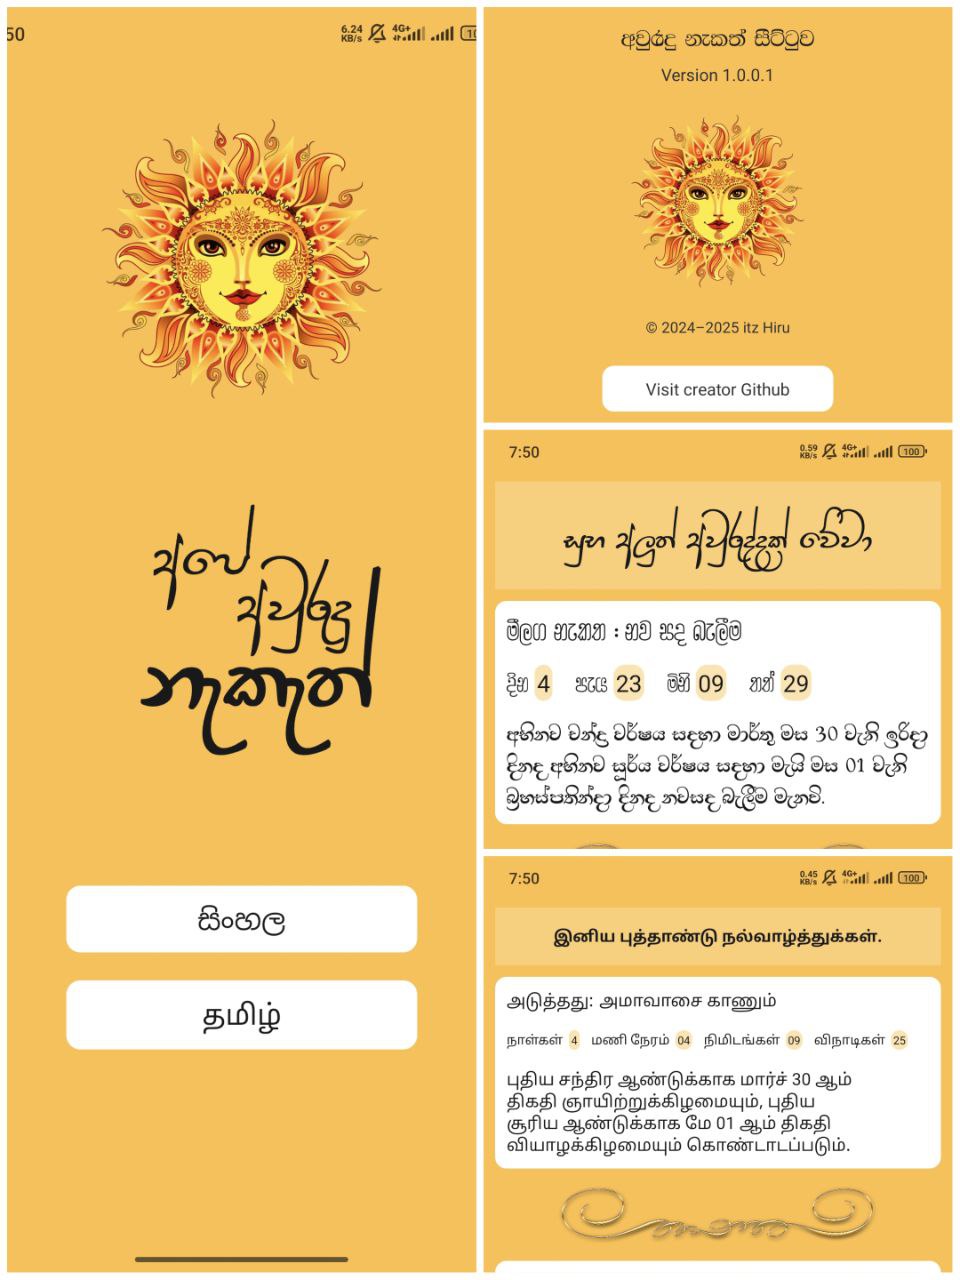 50
6.24 KB/s 4G+ 10
අපේ
අවුරුදු
නැකැත්
සිංහල
தமிழ்
අවුරුදු නැකත් සීට්ටුව
Version 1.0.0.1
© 2024–2025 itz Hiru
Visit creator Github
7:50 0.59 KB/s 4G+ 100
සුභ අලුත් අවුරුද්දක් වේවා
මීලග නැකත : නව සඳ බැලීම
දින 4 පැය 23 මිනි 09 තත් 29
අභිනව චන්ද්‍ර වර්ෂය සඳහා මාර්තු මස 30 වැනි ඉරිදා
දිනද අභිනව සූර්ය වර්ෂය සඳහා මැයි මස 01 වැනි
බ්‍රහස්පතින්දා දිනද නවසඳ බැලීම මැනවි.
7:50 0.45 KB/s 4G+ 100
இனிய புத்தாண்டு நல்வாழ்த்துக்கள்.
அடுத்தது: அமாவாசை காணும்
நாள்கள் 4 மணி நேரம் 04 நிமிடங்கள் 09 விநாடிகள் 25
புதிய சந்திர ஆண்டுக்காக மார்ச் 30 ஆம்
திகதி ஞாயிற்றுக்கிழமையும், புதிய
சூரிய ஆண்டுக்காக மே 01 ஆம் திகதி
வியாழக்கிழமையும் கொண்டாடப்படும்.